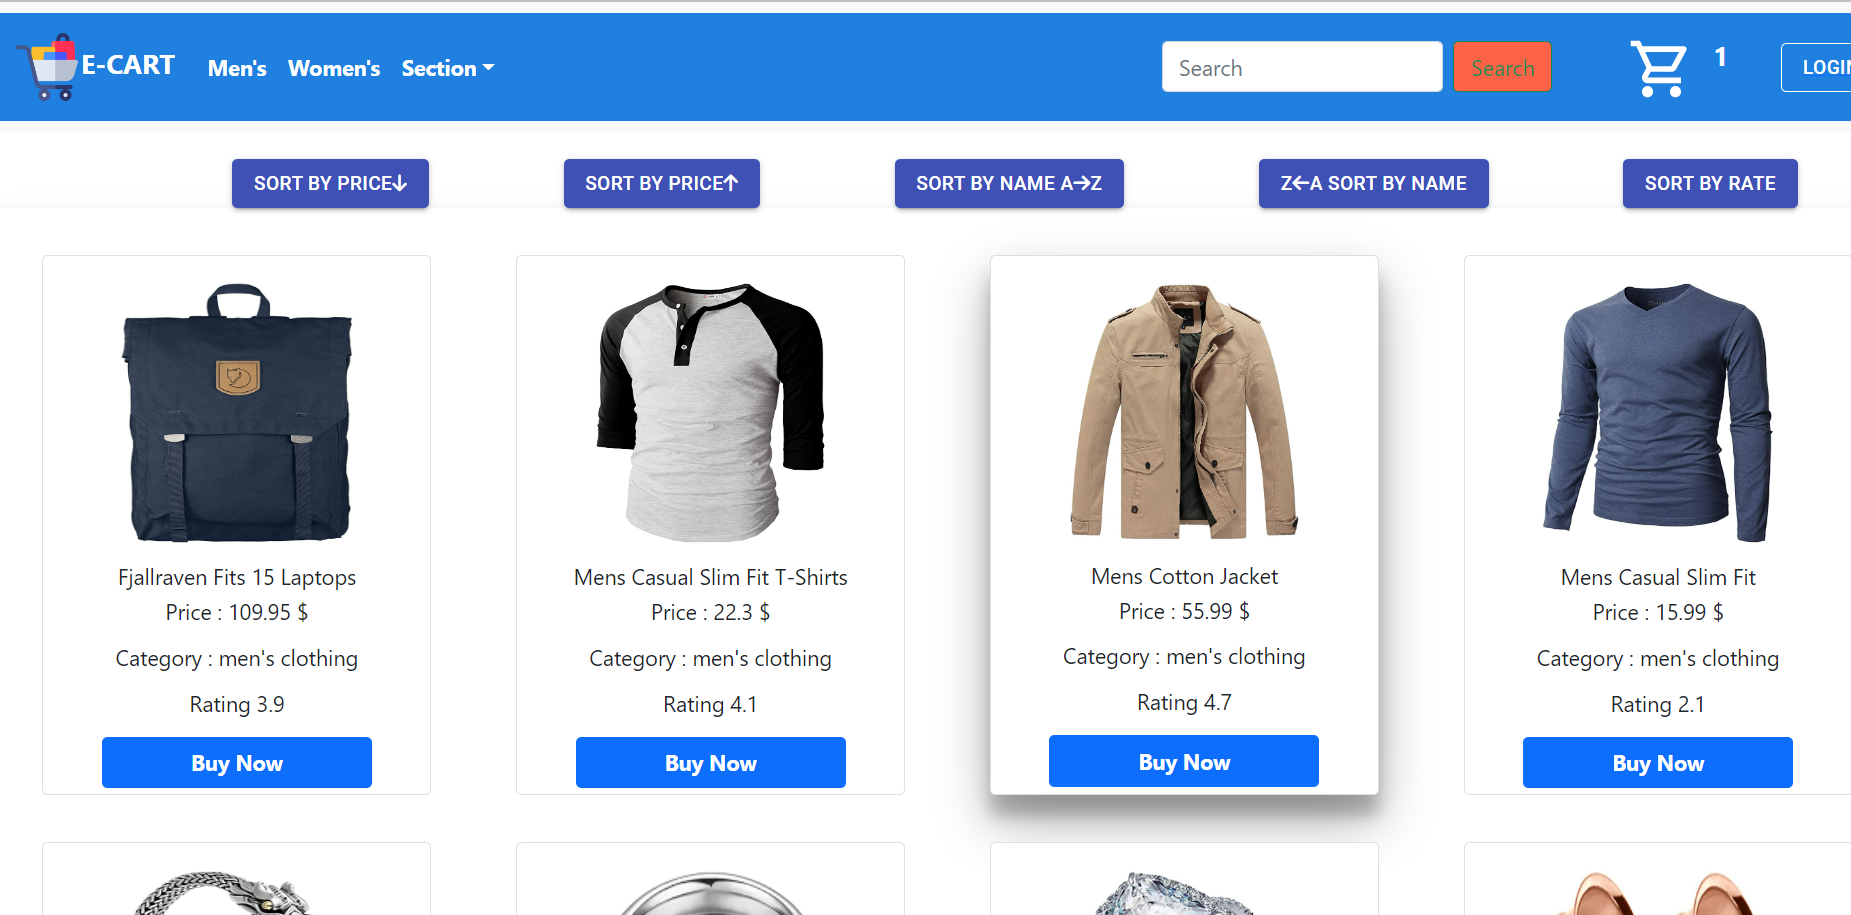 E-CART Men's Women's Section Search Search 1 LOGIN
SORT BY PRICE↓ SORT BY PRICE↑ SORT BY NAME A→Z Z←A SORT BY NAME SORT BY RATE
Fjallraven Fits 15 Laptops
Price : 109.95 $
Category : men's clothing
Rating 3.9
Buy Now
Mens Casual Slim Fit T-Shirts
Price : 22.3 $
Category : men's clothing
Rating 4.1
Buy Now
Mens Cotton Jacket
Price : 55.99 $
Category : men's clothing
Rating 4.7
Buy Now
Mens Casual Slim Fit
Price : 15.99 $
Category : men's clothing
Rating 2.1
Buy Now